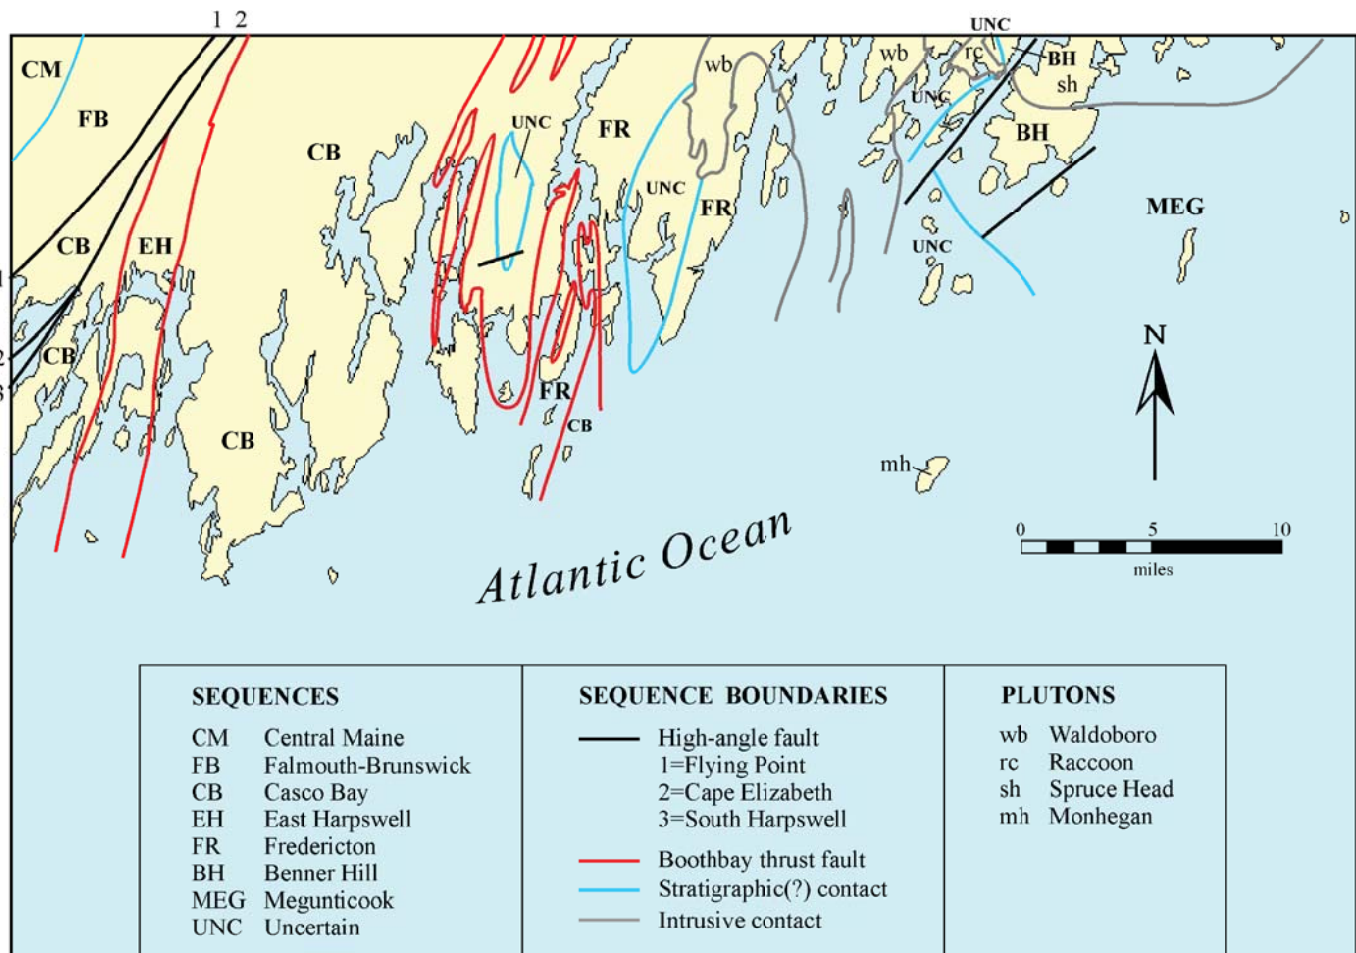 1 2
UNC
CM
wb
wb
rc
BH
sh
FB
UNC
UNC
FR
BH
CB
UNC
FR
MEG
CB
EH
UNC
1
N
2
CB
3
FR
CB
CB
mh
0 5 10
miles
Atlantic Ocean
SEQUENCES
CM Central Maine
FB Falmouth-Brunswick
CB Casco Bay
EH East Harpswell
FR Fredericton
BH Benner Hill
MEG Megunticook
UNC Uncertain
SEQUENCE BOUNDARIES
High-angle fault
1=Flying Point
2=Cape Elizabeth
3=South Harpswell
Boothbay thrust fault
Stratigraphic(?) contact
Intrusive contact
PLUTONS
wb Waldoboro
rc Raccoon
sh Spruce Head
mh Monhegan